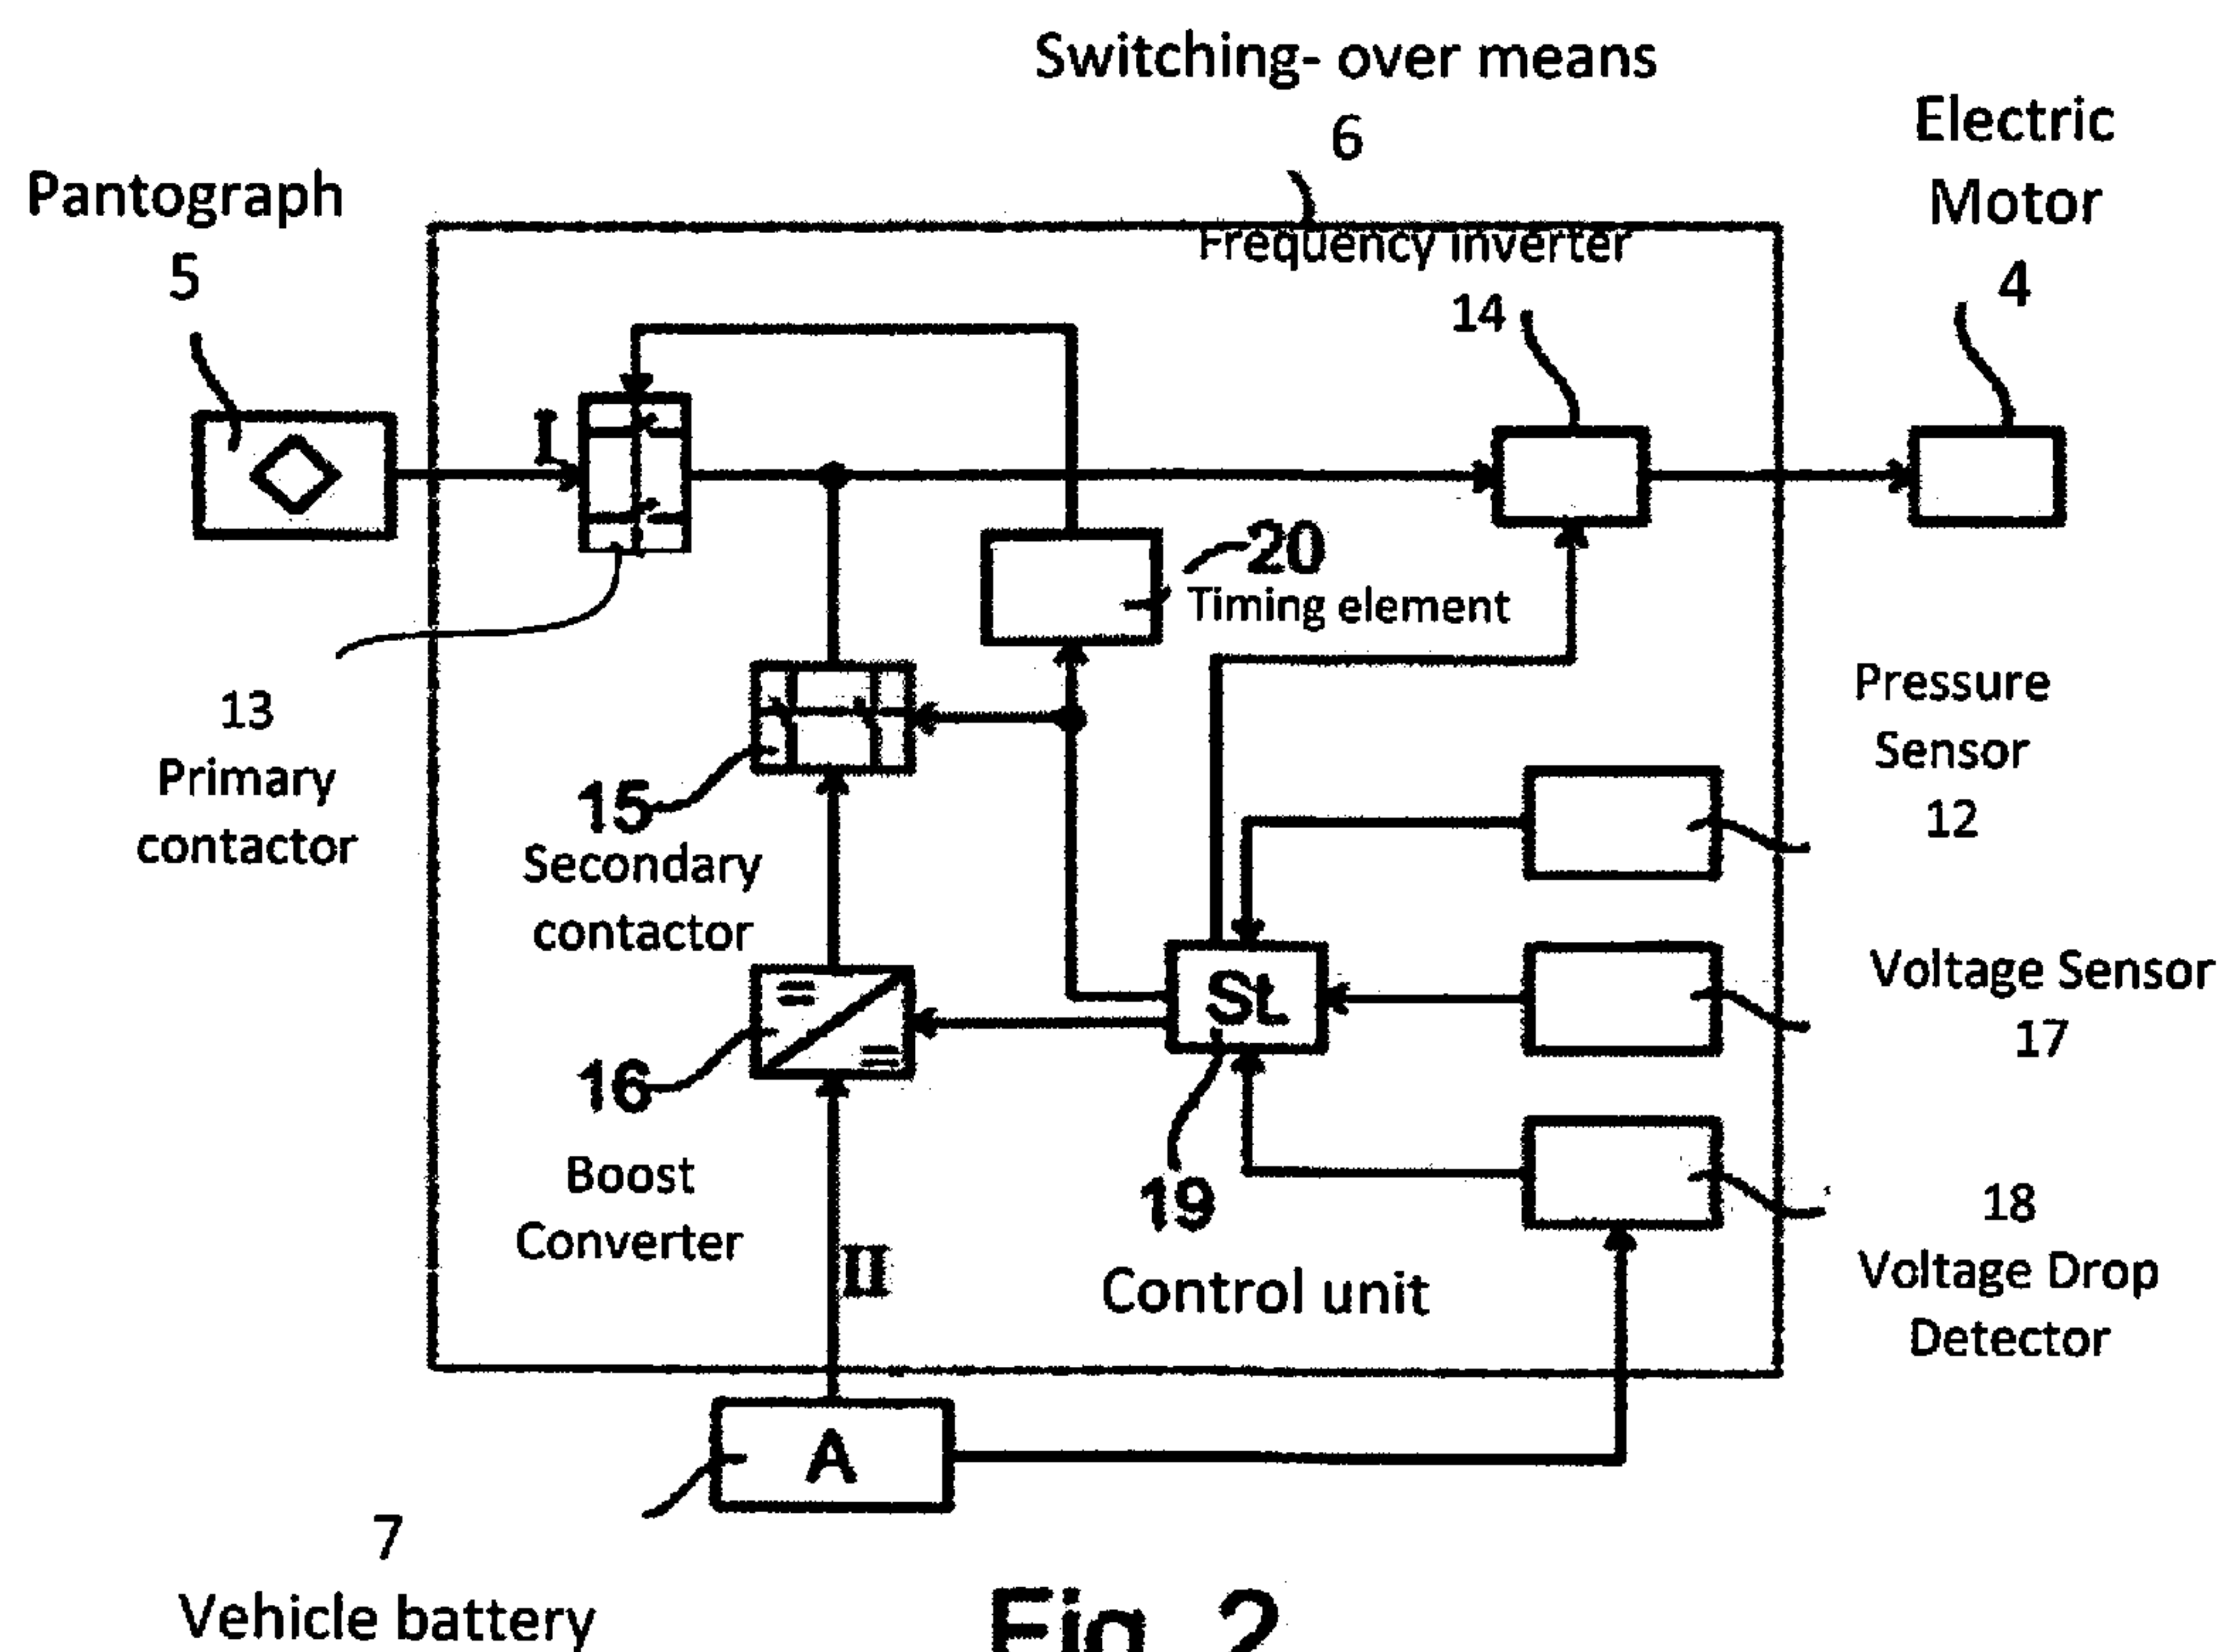 Switching- over means
6
Electric
Motor
4
Pantograph
5
Frequency inverter
14
I
20
Timing element
13
Primary
contactor
15
Secondary
contactor
Pressure
Sensor
12
Voltage Sensor
17
St
16
Boost
Converter
19
Control unit
18
Voltage Drop
Detector
II
A
7
Vehicle battery
Fig. 2